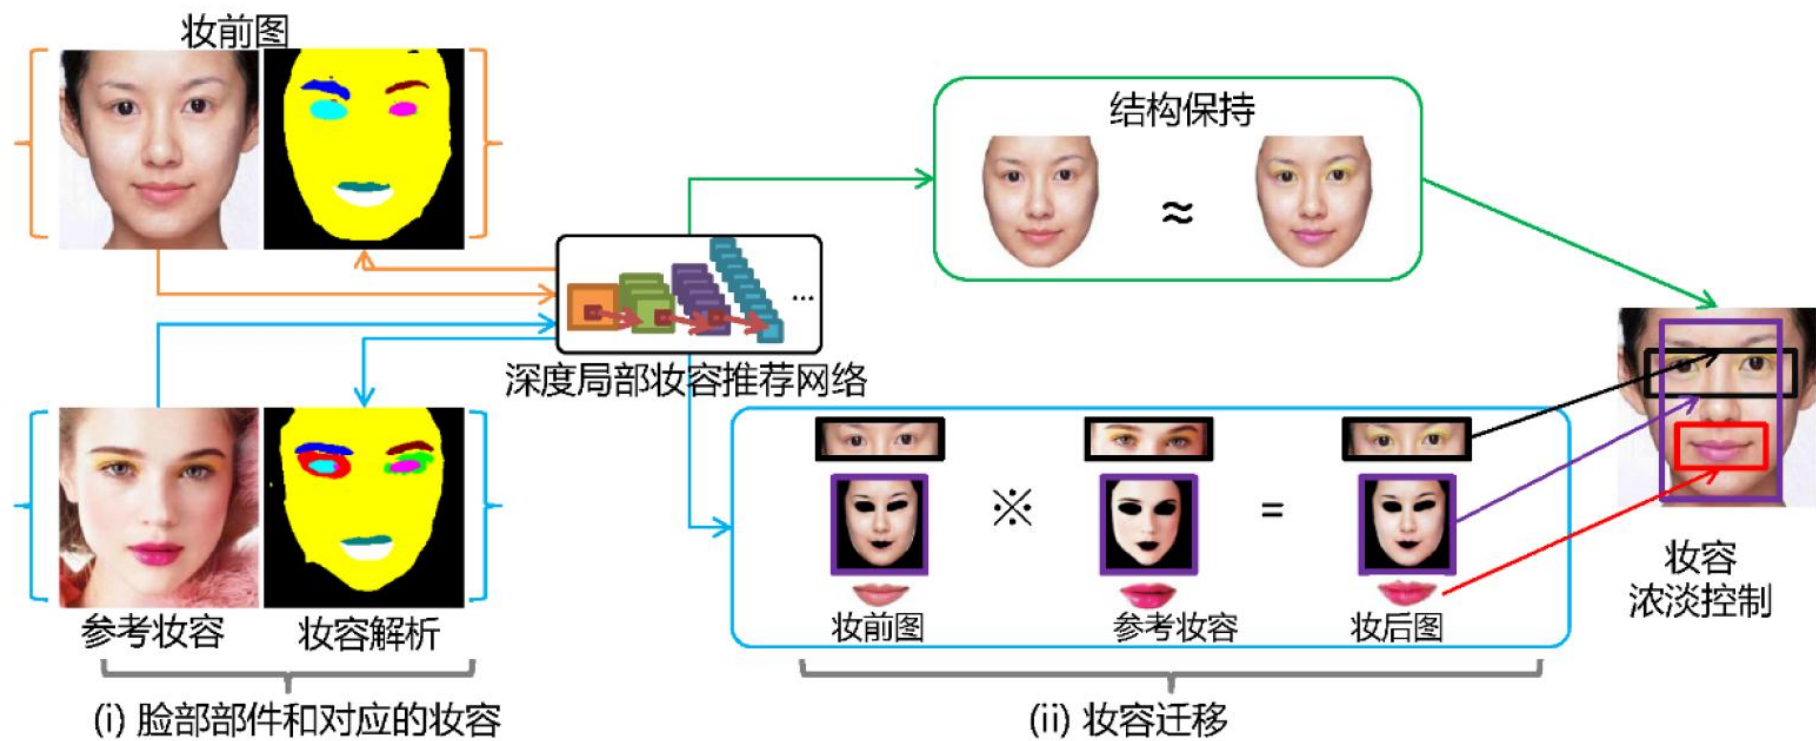 妆前图
结构保持
≈
...
深度局部妆容推荐网络
※
=
妆前图
参考妆容
妆后图
妆容
浓淡控制
参考妆容
妆容解析
(i) 脸部部件和对应的妆容
(ii) 妆容迁移